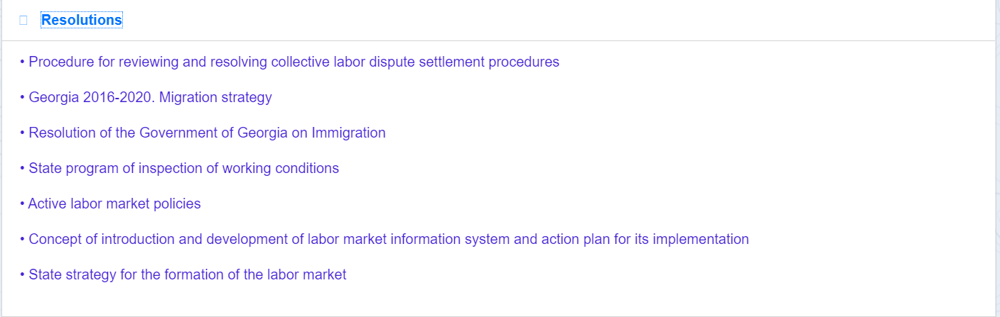 Resolutions
• Procedure for reviewing and resolving collective labor dispute settlement procedures
• Georgia 2016-2020. Migration strategy
• Resolution of the Government of Georgia on Immigration
• State program of inspection of working conditions
• Active labor market policies
• Concept of introduction and development of labor market information system and action plan for its implementation
• State strategy for the formation of the labor market